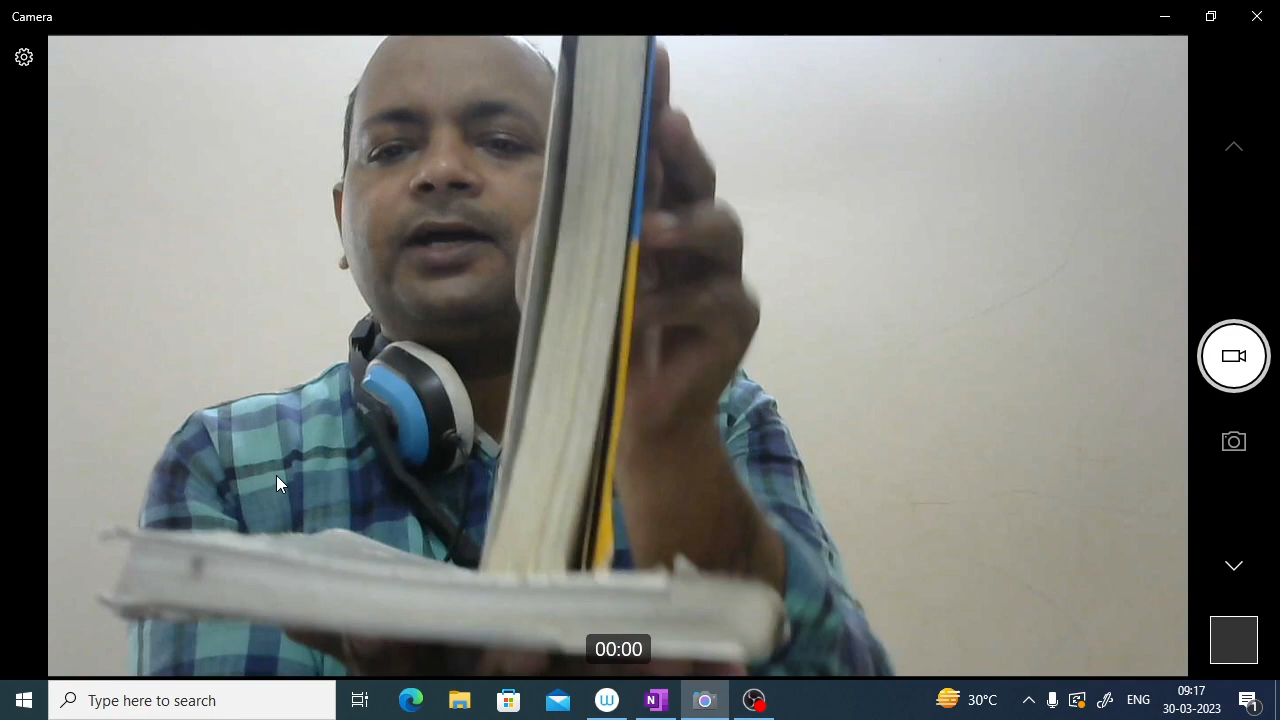 Camera
00:00
Type here to search
30°C
ENG
09:17
30-03-2023
1